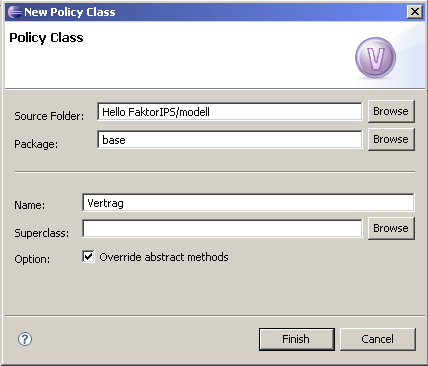 New Policy Class
Policy Class
V
Source Folder: Hello FaktorIPS/modell Browse
Package: base Browse
Name: Vertrag
Superclass: Browse
Option: Override abstract methods
? Finish Cancel